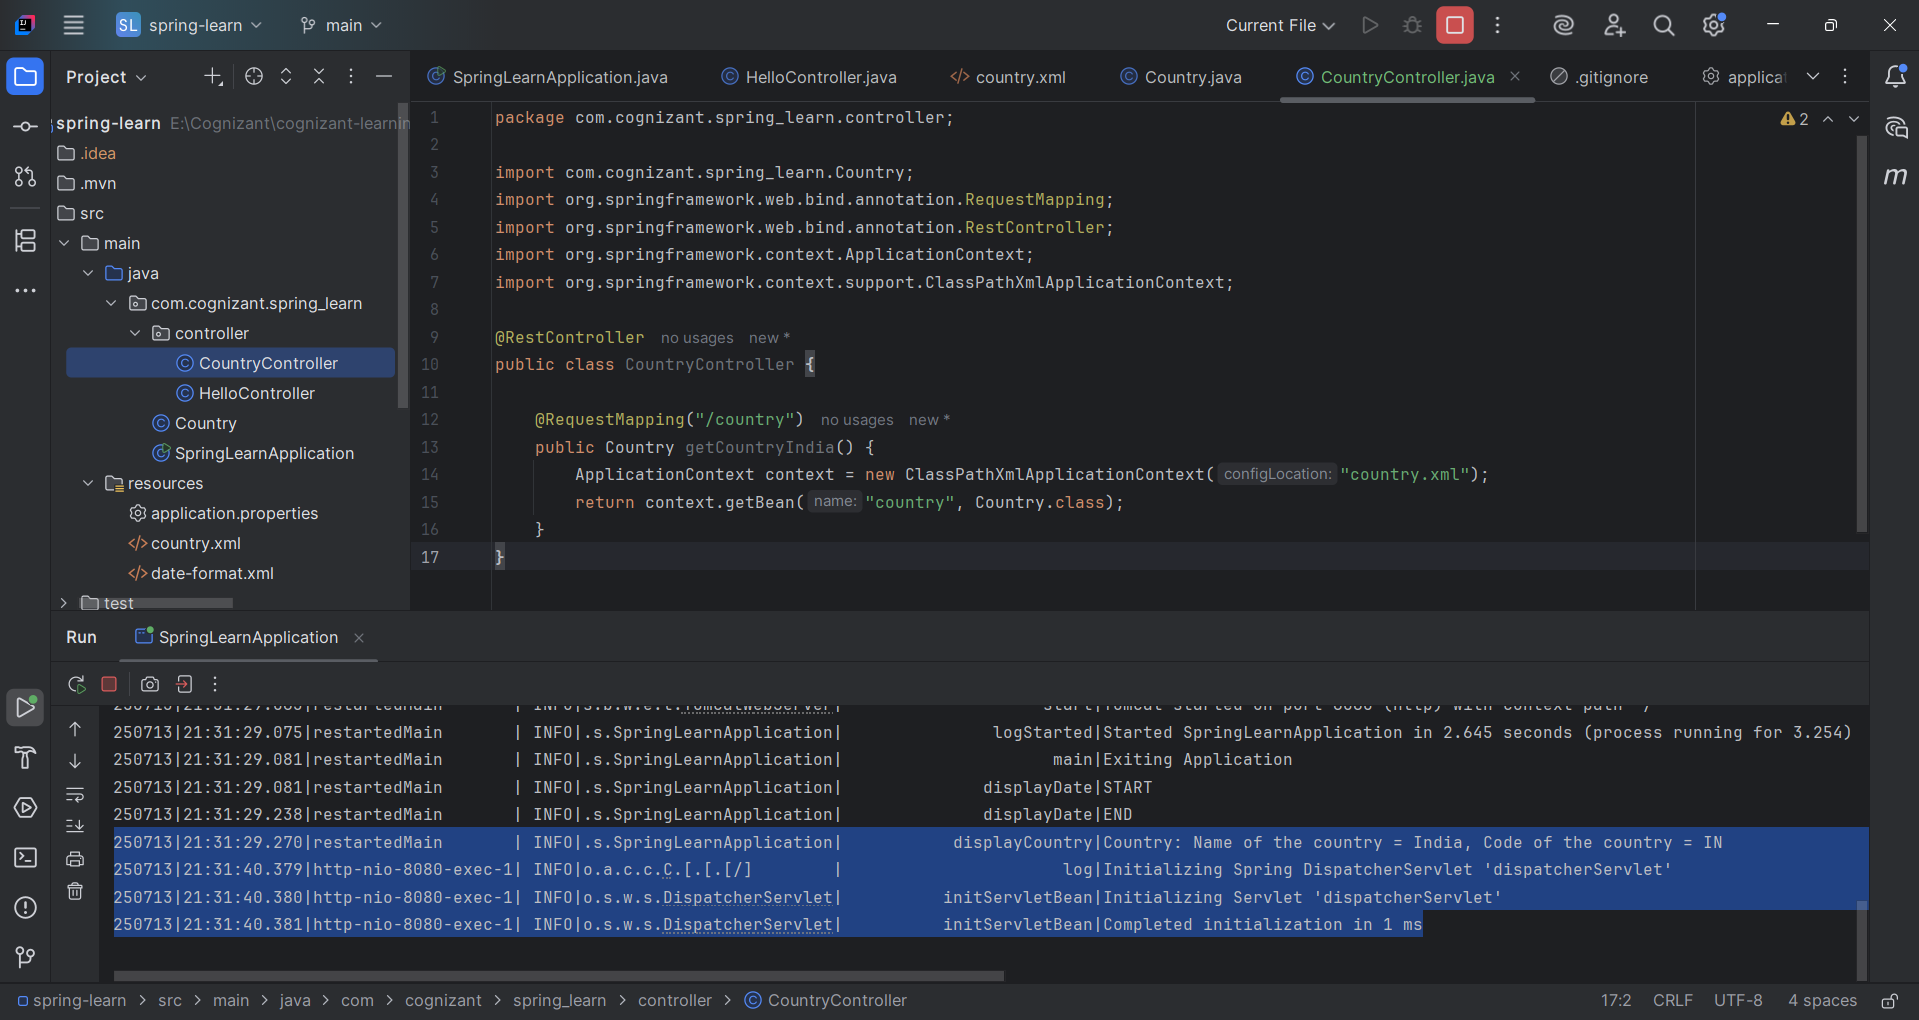 SL spring-learn main Current File
Project
SpringLearnApplication.java HelloController.java country.xml Country.java CountryController.java .gitignore applicat
spring-learn E:\Cognizant\cognizant-learnin
.idea
.mvn
src
main
java
com.cognizant.spring_learn
controller
CountryController
HelloController
Country
SpringLearnApplication
resources
application.properties
country.xml
date-format.xml
test
2
1 package com.cognizant.spring_learn.controller;
2
3 import com.cognizant.spring_learn.Country;
4 import org.springframework.web.bind.annotation.RequestMapping;
5 import org.springframework.web.bind.annotation.RestController;
6 import org.springframework.context.ApplicationContext;
7 import org.springframework.context.support.ClassPathXmlApplicationContext;
8
9 @RestController no usages new *
10 public class CountryController {
11
12 @RequestMapping("/country") no usages new *
13 public Country getCountryIndia() {
14 ApplicationContext context = new ClassPathXmlApplicationContext( configLocation: "country.xml");
15 return context.getBean( name: "country", Country.class);
16 }
17 }
m
Run SpringLearnApplication
250713|21:31:29.075|restartedMain | INFO|.s.SpringLearnApplication| logStarted|Started SpringLearnApplication in 2.645 seconds (process running for 3.254)
250713|21:31:29.081|restartedMain | INFO|.s.SpringLearnApplication| main|Exiting Application
250713|21:31:29.081|restartedMain | INFO|.s.SpringLearnApplication| displayDate|START
250713|21:31:29.238|restartedMain | INFO|.s.SpringLearnApplication| displayDate|END
250713|21:31:29.270|restartedMain | INFO|.s.SpringLearnApplication| displayCountry|Country: Name of the country = India, Code of the country = IN
250713|21:31:40.379|http-nio-8080-exec-1| INFO|o.a.c.c.C.[.[.[/] | log|Initializing Spring DispatcherServlet 'dispatcherServlet'
250713|21:31:40.380|http-nio-8080-exec-1| INFO|o.s.w.s.DispatcherServlet| initServletBean|Initializing Servlet 'dispatcherServlet'
250713|21:31:40.381|http-nio-8080-exec-1| INFO|o.s.w.s.DispatcherServlet| initServletBean|Completed initialization in 1 ms
spring-learn > src > main > java > com > cognizant > spring_learn > controller > CountryController 17:2 CRLF UTF-8 4 spaces